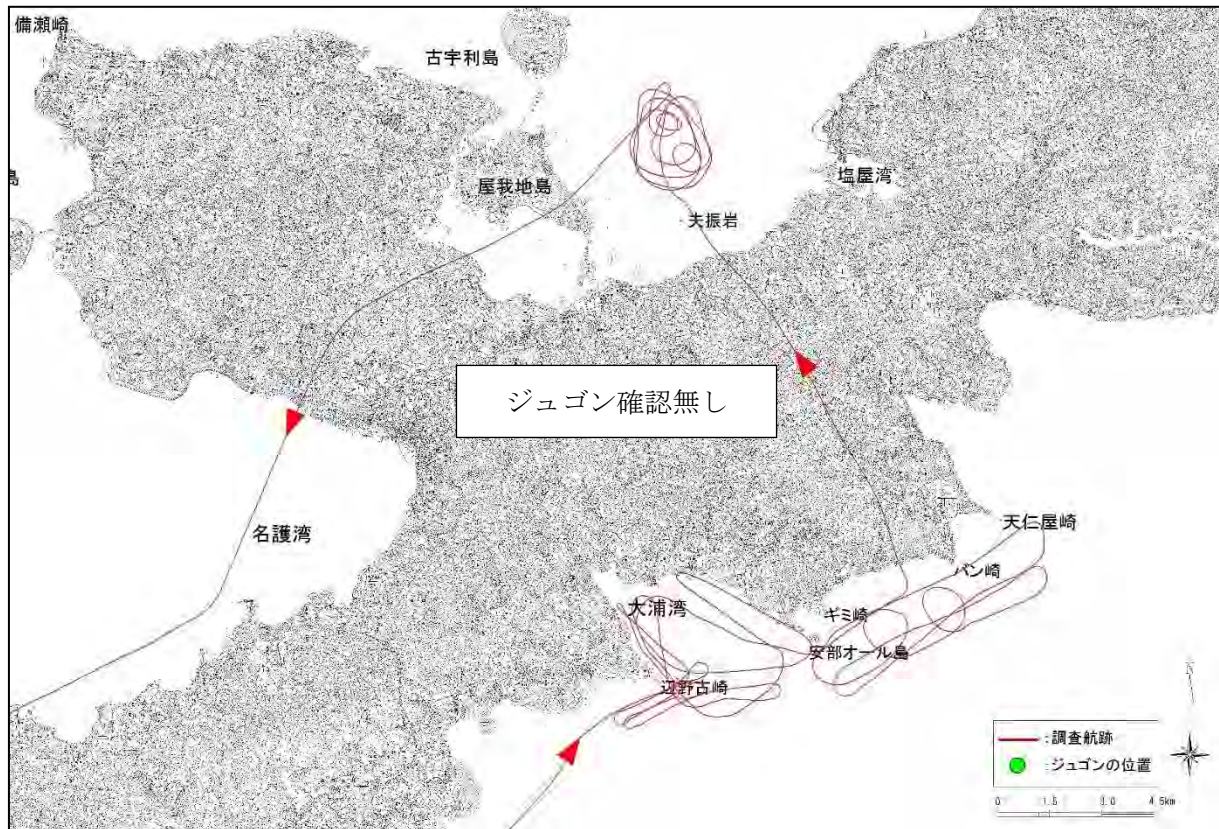 備瀬崎
古宇利島
島
屋我地島
塩屋湾
夫振岩
ジュゴン確認無し
名護湾
天仁屋崎
バン崎
大浦湾
ギミ崎
安部オール島
辺野古崎
N
:調査航跡
:ジュゴンの位置
0 1.5 3.0 4.5km